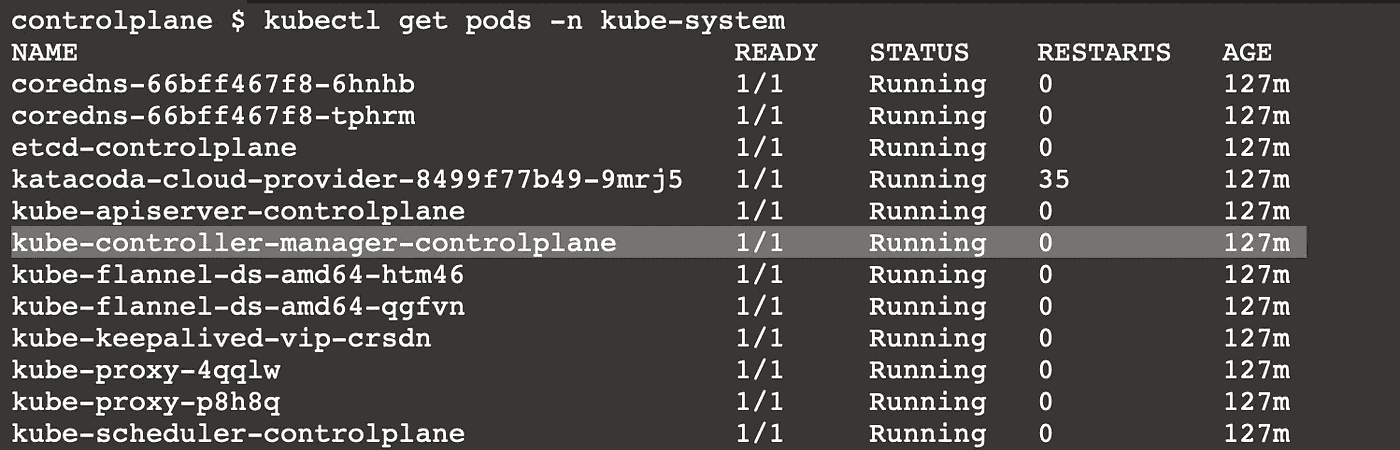 controlplane $ kubectl get pods -n kube-system
NAME READY STATUS RESTARTS AGE
coredns-66bff467f8-6hnhb 1/1 Running 0 127m
coredns-66bff467f8-tphrm 1/1 Running 0 127m
etcd-controlplane 1/1 Running 0 127m
katacoda-cloud-provider-8499f77b49-9mrj5 1/1 Running 35 127m
kube-apiserver-controlplane 1/1 Running 0 127m
kube-controller-manager-controlplane 1/1 Running 0 127m
kube-flannel-ds-amd64-htm46 1/1 Running 0 127m
kube-flannel-ds-amd64-qgfvn 1/1 Running 0 127m
kube-keepalived-vip-crsdn 1/1 Running 0 127m
kube-proxy-4qqlw 1/1 Running 0 127m
kube-proxy-p8h8q 1/1 Running 0 127m
kube-scheduler-controlplane 1/1 Running 0 127m